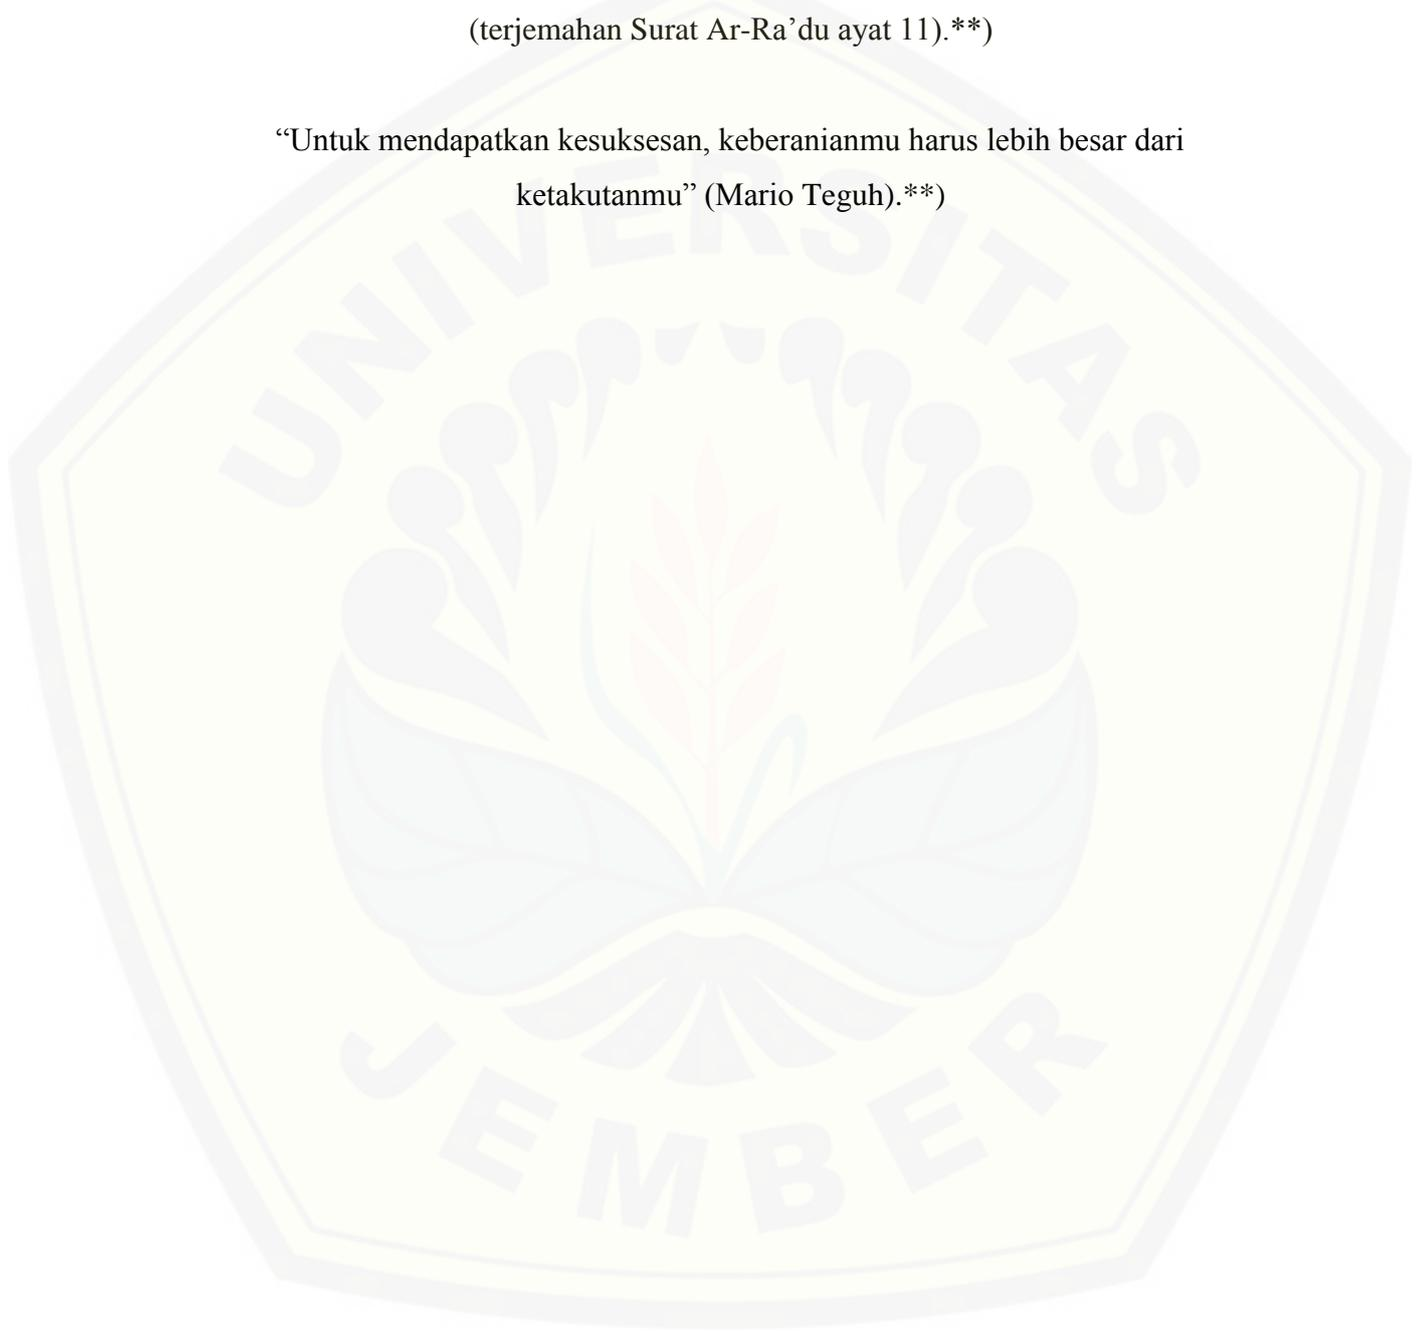 (terjemahan Surat Ar-Ra’du ayat 11).**)
“Untuk mendapatkan kesuksesan, keberanianmu harus lebih besar dari
ketakutanmu” (Mario Teguh).**)
UNIVERSITAS
JEMBER